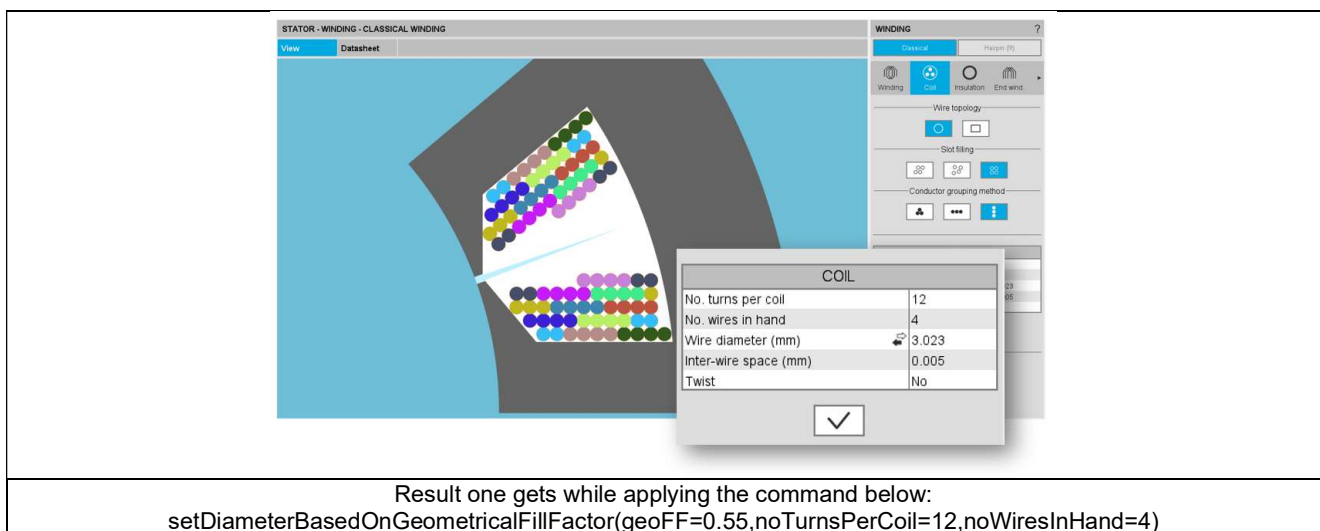 STATOR - WINDING - CLASSICAL WINDING
WINDING ?
View Datasheet
Classical Hairpin (R)
Winding Coil Insulation End wind.
Wire topology
Slot filling
Conductor grouping method
COIL
No. turns per coil 12
No. wires in hand 4
Wire diameter (mm) 3.023
Inter-wire space (mm) 0.005
Twist No
23
05
Result one gets while applying the command below:
setDiameterBasedOnGeometricalFillFactor(geoFF=0.55,noTurnsPerCoil=12,noWiresInHand=4)